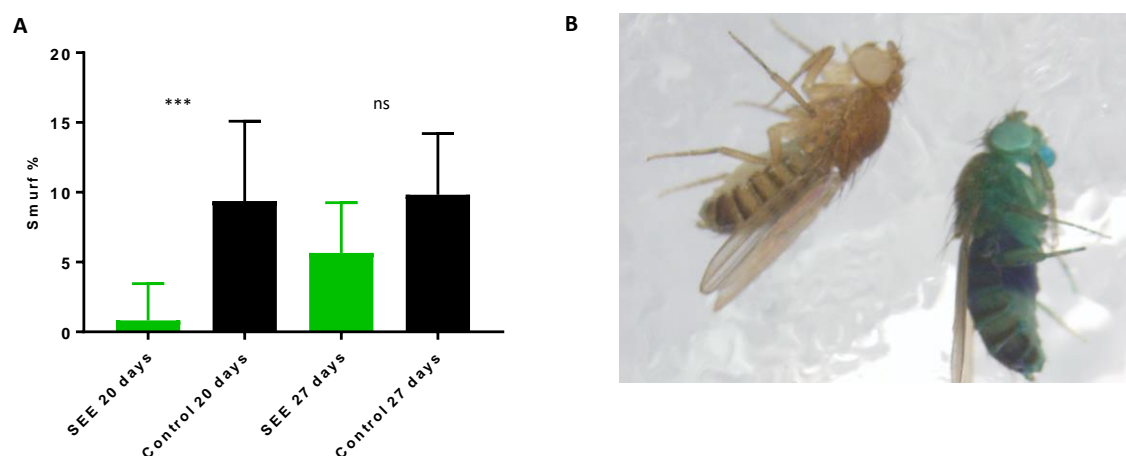 A
B
20
15
10
5
0
Smurf %
***
ns
SEE 20 days
Control 20 days
SEE 27 days
Control 27 days